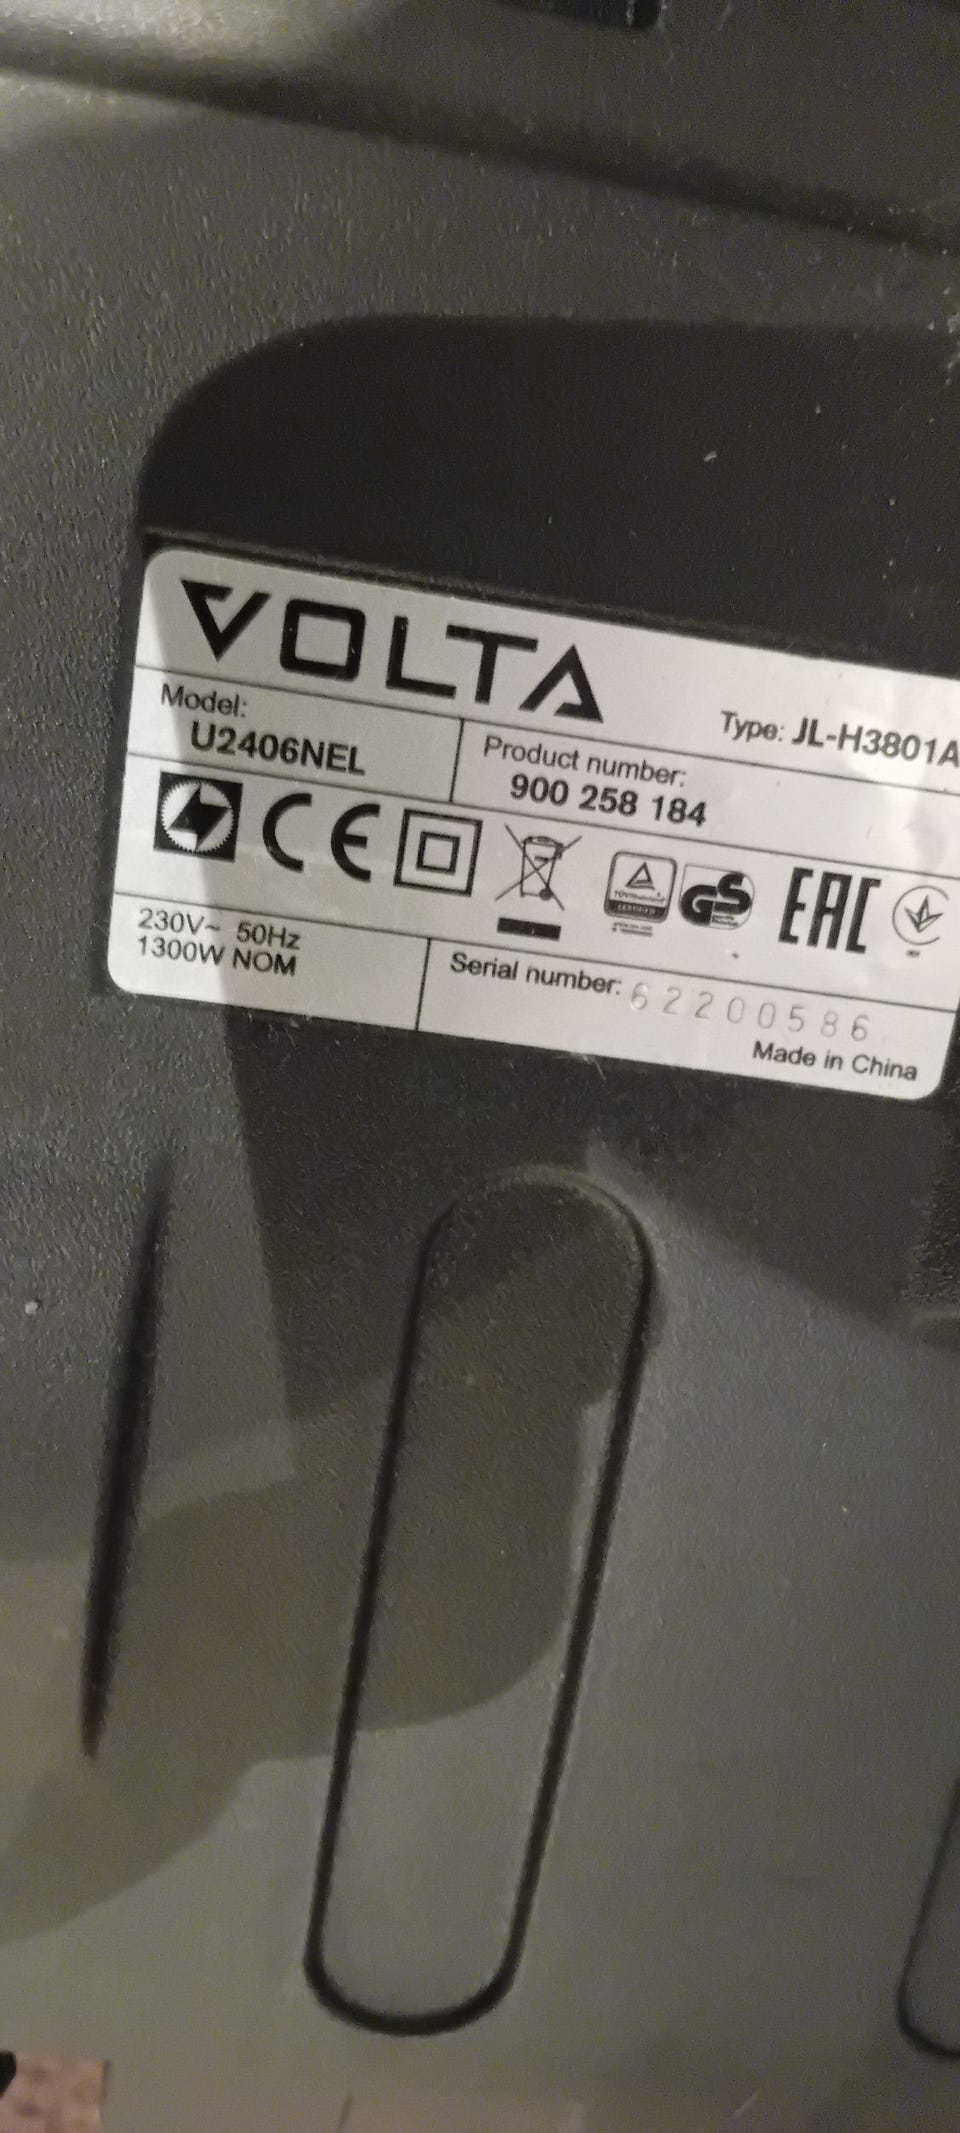 VOLTA
Type: JL-H3801A
Model:
U2406NEL
Product number:
900 258 184
CE
GS
EAC
230V~ 50Hz
1300W NOM
Serial number: 62200586
Made in China